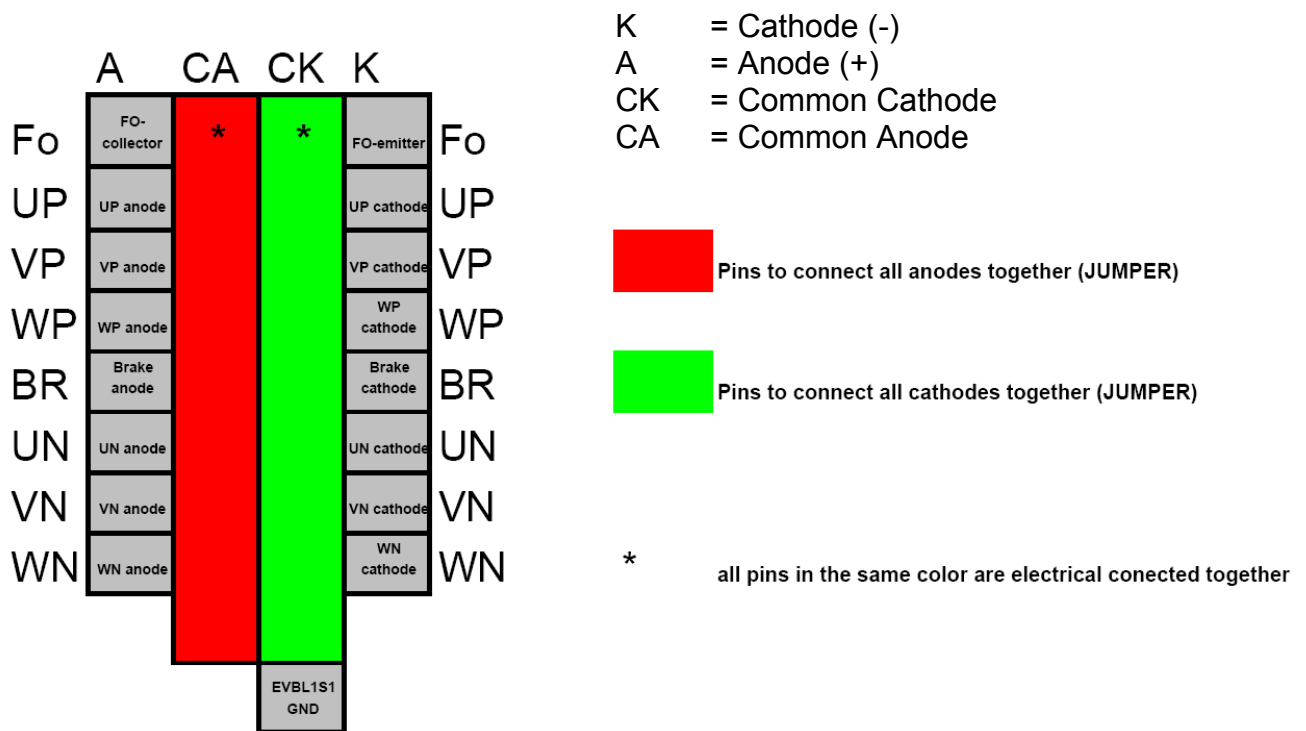 K = Cathode (-)
A = Anode (+)
CK = Common Cathode
CA = Common Anode
A CA CK K
Fo FO-
collector * * FO-emitter Fo
UP UP anode UP cathode UP
VP VP anode VP cathode VP
WP WP anode WP
cathode WP
BR Brake
anode Brake
cathode BR
UN UN anode UN cathode UN
VN VN anode VN cathode VN
WN WN anode WN
cathode WN
EVBL1S1
GND
Pins to connect all anodes together (JUMPER)
Pins to connect all cathodes together (JUMPER)
* all pins in the same color are electrical conected together